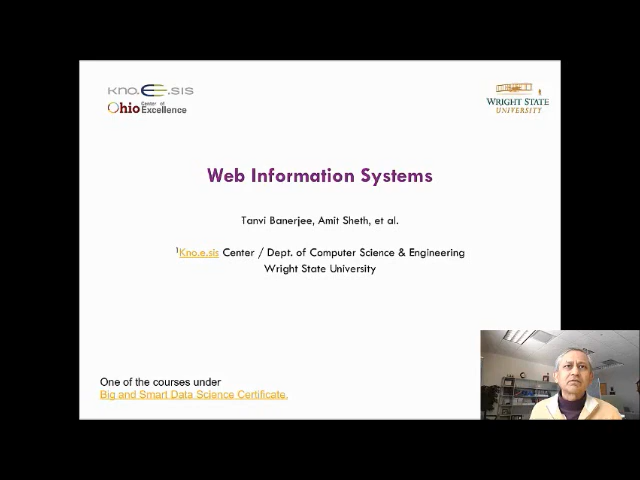 kno.e.sis
Ohio Center of Excellence
WRIGHT STATE
UNIVERSITY
Web Information Systems
Tanvi Banerjee, Amit Sheth, et al.
1Kno.e.sis Center / Dept. of Computer Science & Engineering
Wright State University
One of the courses under
Big and Smart Data Science Certificate.